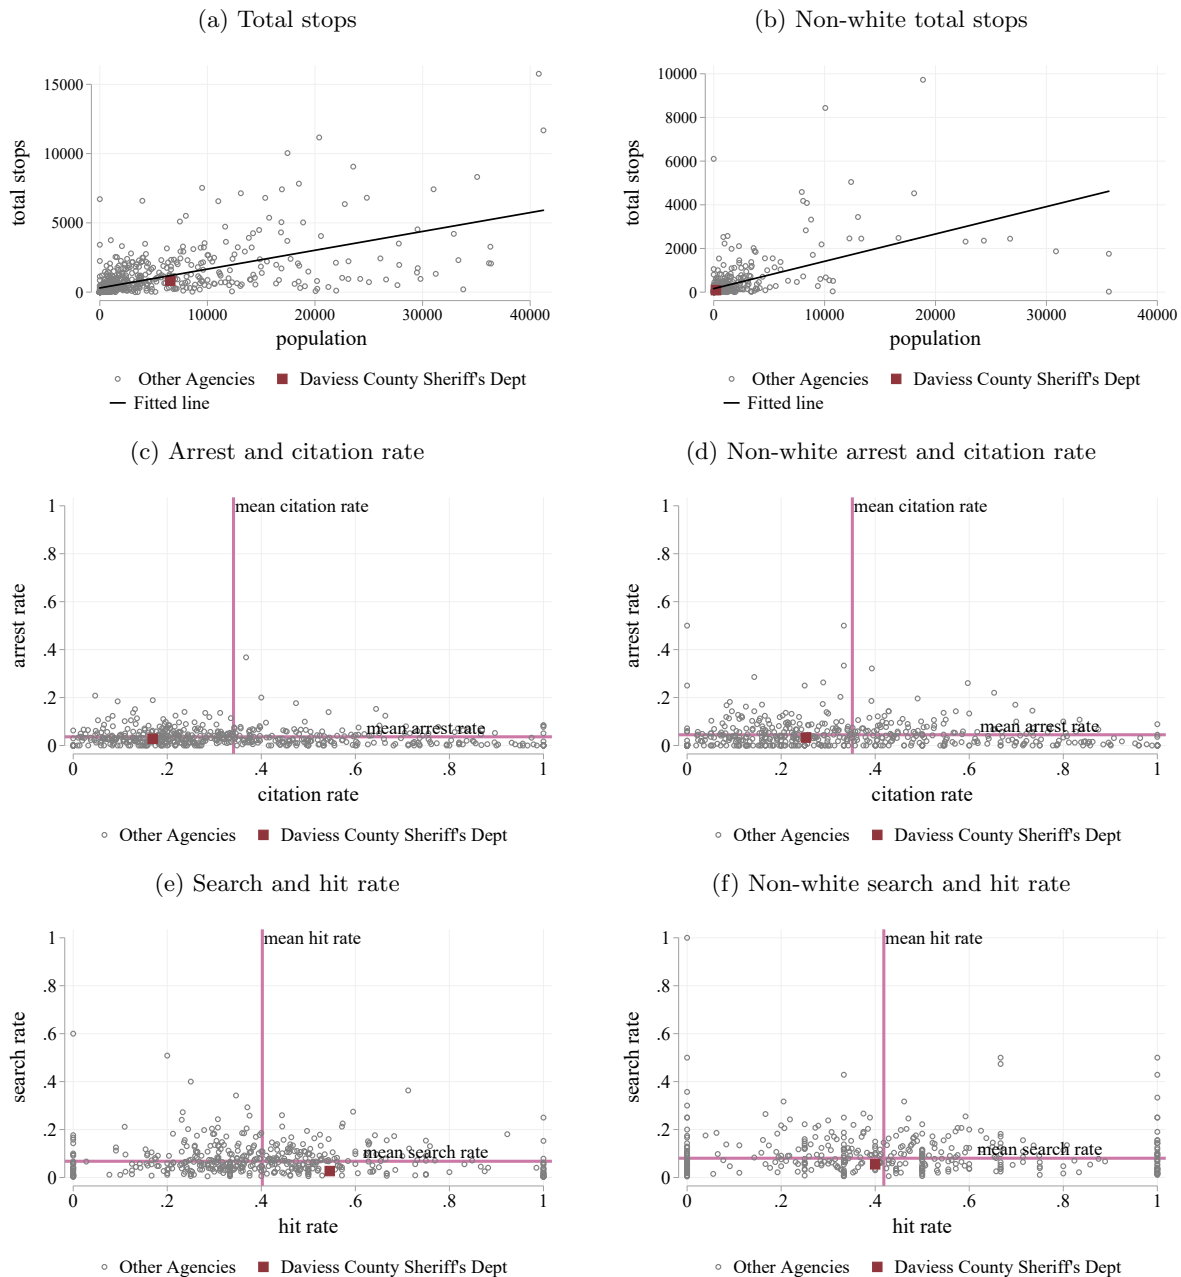 (a) Total stops
(b) Non-white total stops
total stops
15000
10000
5000
0
0 10000 20000 30000 40000
population
Other Agencies Daviess County Sheriff's Dept
Fitted line
total stops
10000
8000
6000
4000
2000
0
0 10000 20000 30000 40000
population
Other Agencies Daviess County Sheriff's Dept
Fitted line
(c) Arrest and citation rate
(d) Non-white arrest and citation rate
arrest rate
1
.8
.6
.4
.2
0
mean citation rate
mean arrest rate
0 .2 .4 .6 .8 1
citation rate
Other Agencies Daviess County Sheriff's Dept
arrest rate
1
.8
.6
.4
.2
0
mean citation rate
mean arrest rate
0 .2 .4 .6 .8 1
citation rate
Other Agencies Daviess County Sheriff's Dept
(e) Search and hit rate
(f) Non-white search and hit rate
search rate
1
.8
.6
.4
.2
0
mean hit rate
mean search rate
0 .2 .4 .6 .8 1
hit rate
Other Agencies Daviess County Sheriff's Dept
search rate
1
.8
.6
.4
.2
0
mean hit rate
mean search rate
0 .2 .4 .6 .8 1
hit rate
Other Agencies Daviess County Sheriff's Dept